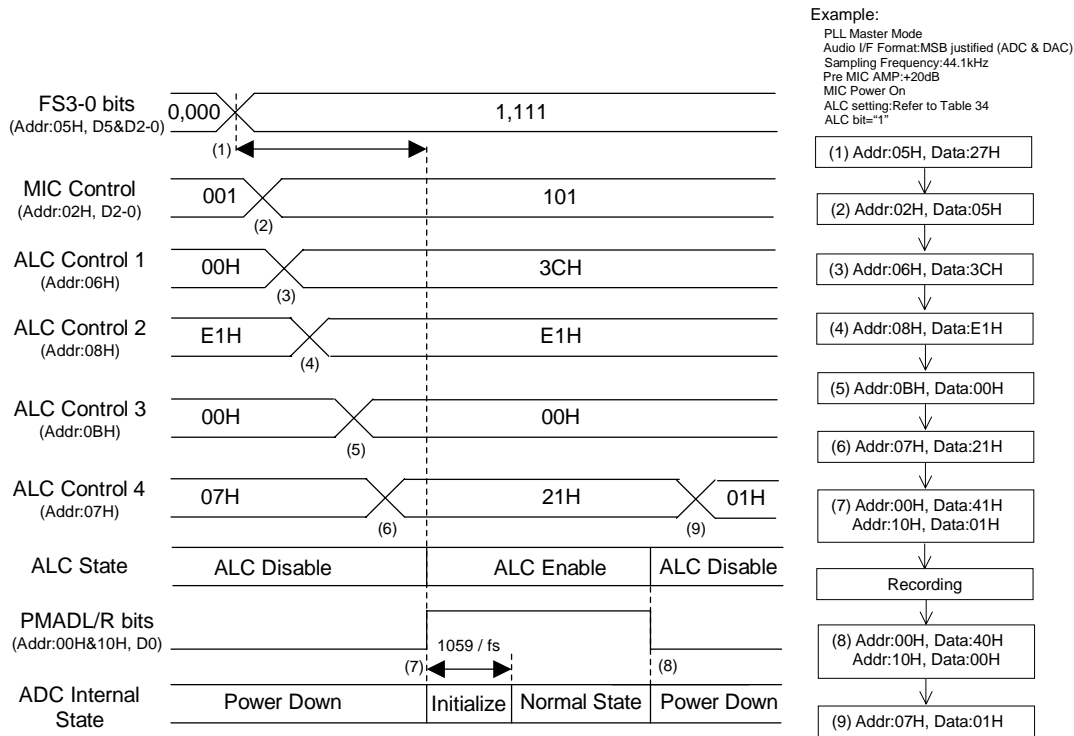 Example:
PLL Master Mode
Audio I/F Format:MSB justified (ADC & DAC)
Sampling Frequency:44.1kHz
Pre MIC AMP:+20dB
MIC Power On
ALC setting:Refer to Table 34
ALC bit=“1”
FS3-0 bits
(Addr:05H, D5&D2-0)
0,000
1,111
(1)
MIC Control
(Addr:02H, D2-0)
001
101
(2)
ALC Control 1
(Addr:06H)
00H
3CH
(3)
ALC Control 2
(Addr:08H)
E1H
E1H
(4)
ALC Control 3
(Addr:0BH)
00H
00H
(5)
ALC Control 4
(Addr:07H)
07H
21H
01H
(6)
(9)
ALC State
ALC Disable
ALC Enable
ALC Disable
PMADL/R bits
(Addr:00H&10H, D0)
1059 / fs
(7)
(8)
ADC Internal
State
Power Down
Initialize
Normal State
Power Down
(1) Addr:05H, Data:27H
(2) Addr:02H, Data:05H
(3) Addr:06H, Data:3CH
(4) Addr:08H, Data:E1H
(5) Addr:0BH, Data:00H
(6) Addr:07H, Data:21H
(7) Addr:00H, Data:41H
Addr:10H, Data:01H
Recording
(8) Addr:00H, Data:40H
Addr:10H, Data:00H
(9) Addr:07H, Data:01H